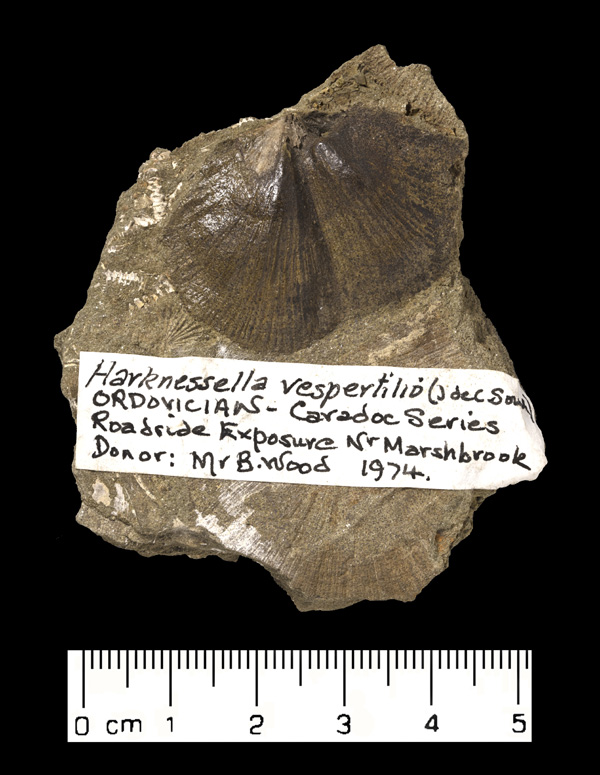 Harknessella vespertilio (J de C Sow.)
ORDOVICIAN - Caradoc Series
Roadside Exposure Nr Marshbrook
Donor: Mr B. Wood 1974.
0 cm 1 2 3 4 5